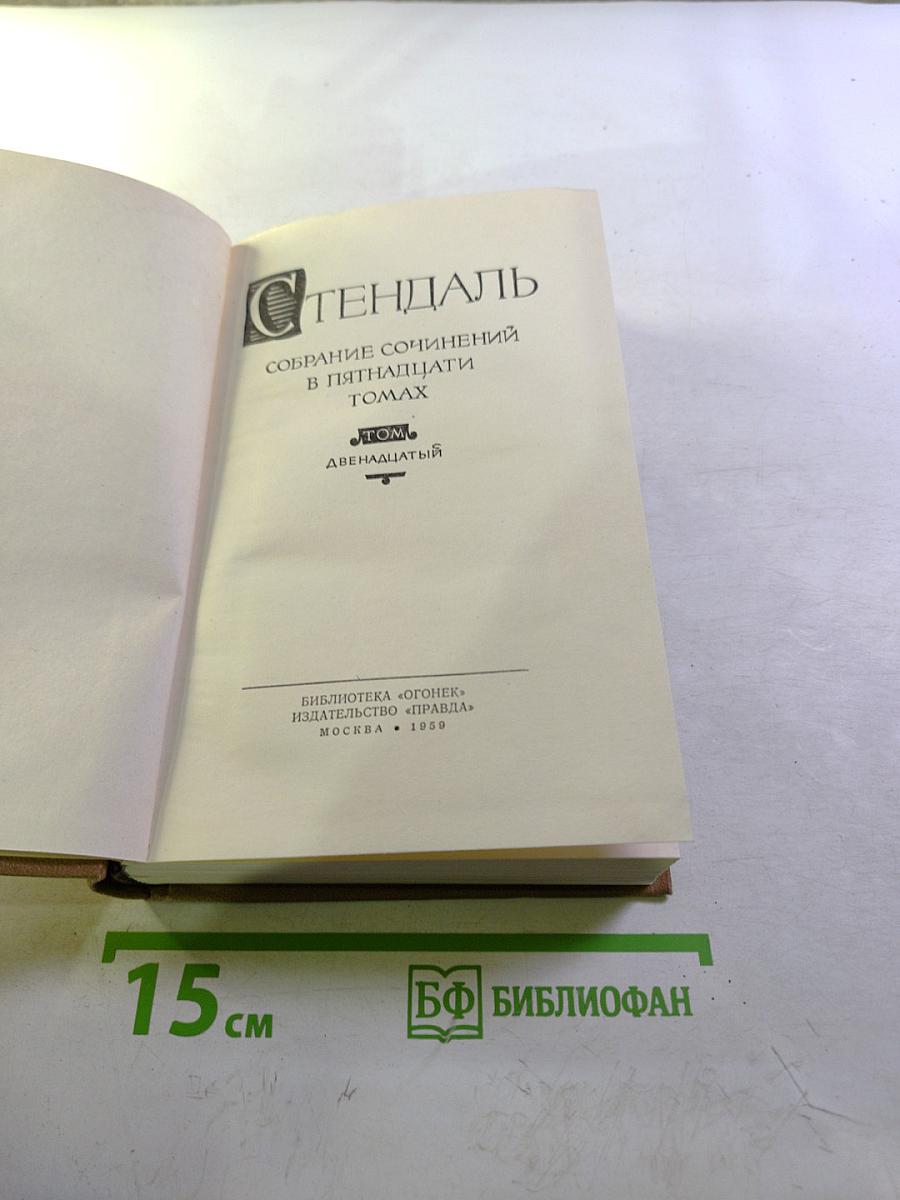 СТЕНДАЛЬ
СОБРАНИЕ СОЧИНЕНИЙ
В ПЯТНАДЦАТИ
ТОМАХ
ТОМ
ДВЕНАДЦАТЫЙ
БИБЛИОТЕКА «ОГОНЕК»
ИЗДАТЕЛЬСТВО «ПРАВДА»
МОСКВА • 1959
15 см
БФ БИБЛИОФАН